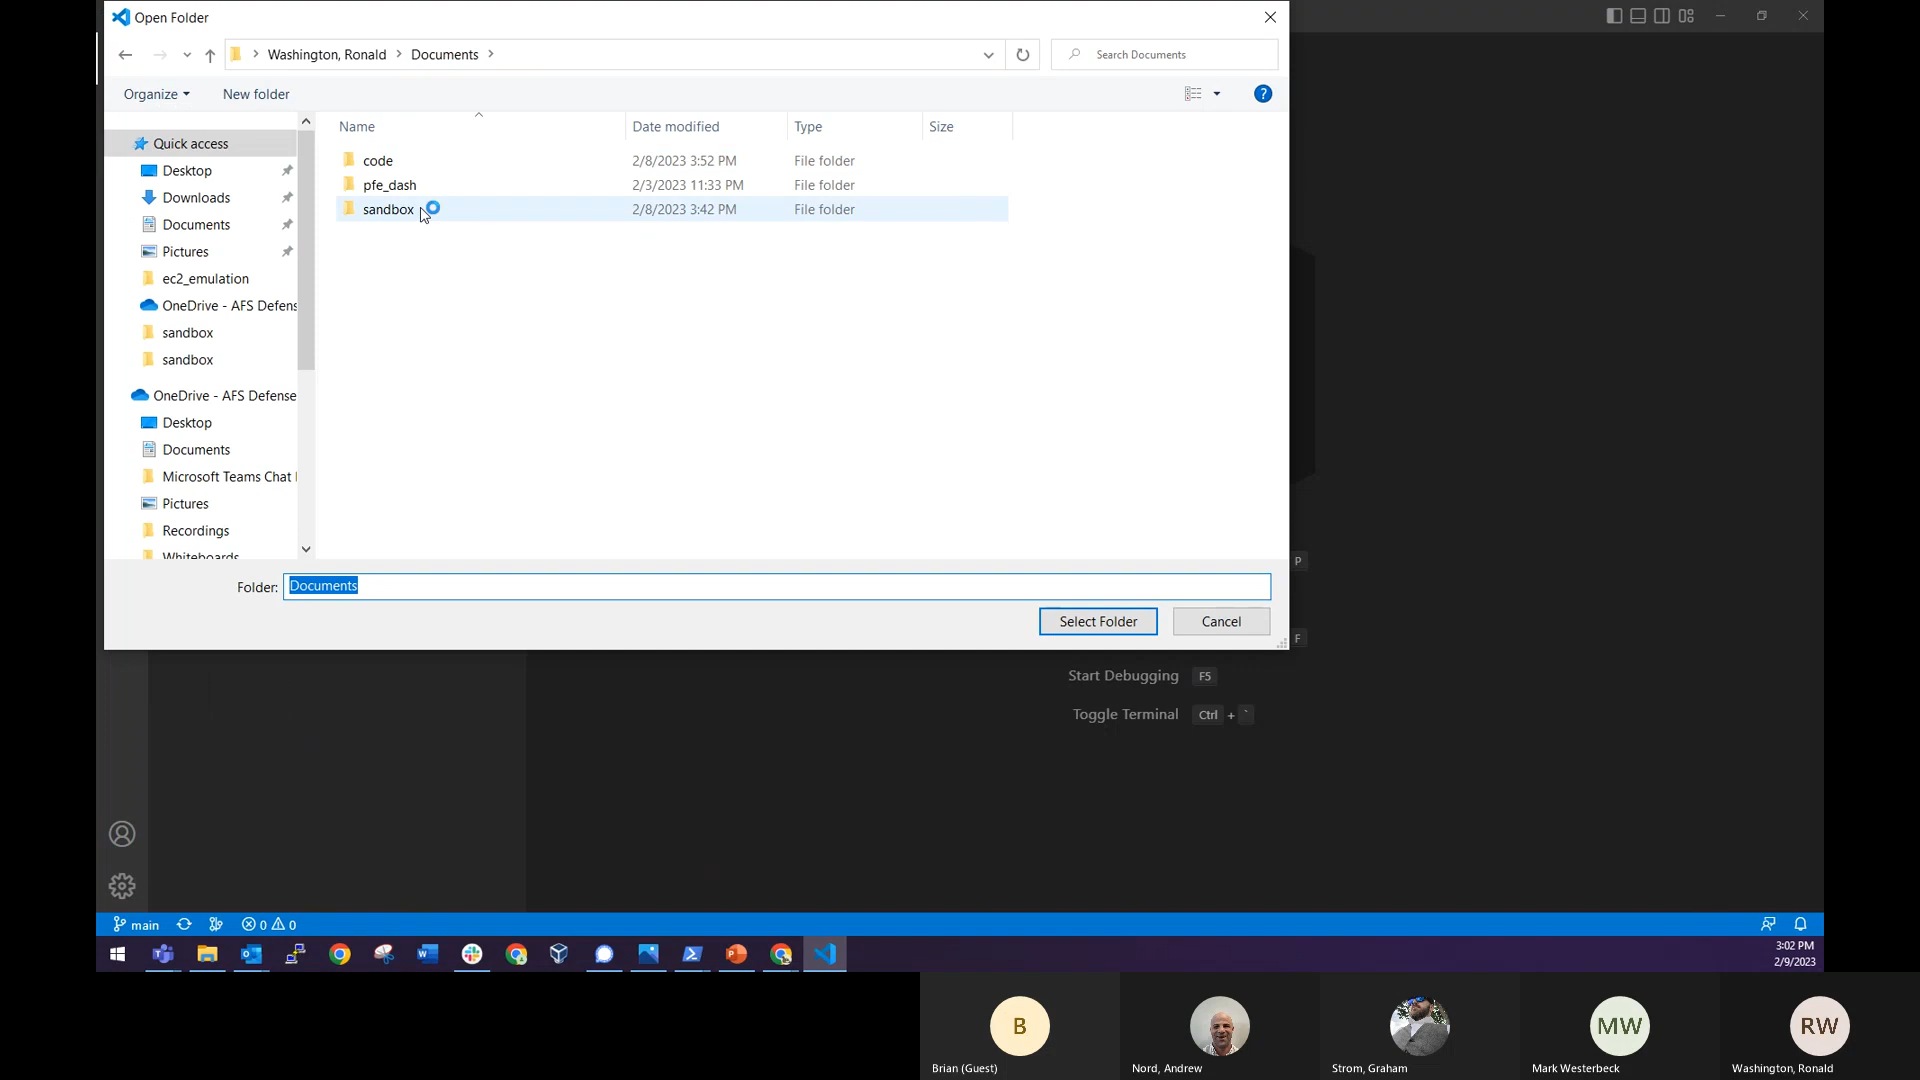 Open Folder
Washington, Ronald
Documents
Search Documents
Organize
New folder
?
Name
Date modified
Type
Size
Quick access
Desktop
Downloads
Documents
Pictures
ec2_emulation
OneDrive - AFS Defens
sandbox
sandbox
OneDrive - AFS Defense
Desktop
Documents
Microsoft Teams Chat
Pictures
Recordings
Whiteboards
code 2/8/2023 3:52 PM File folder
pfe_dash 2/3/2023 11:33 PM File folder
sandbox 2/8/2023 3:42 PM File folder
Folder: Documents
Select Folder
Cancel
P
F
Start Debugging F5
Toggle Terminal Ctrl + `
main
0 0
3:02 PM
2/9/2023
B
MW
RW
Brian (Guest)
Nord, Andrew
Strom, Graham
Mark Westerbeck
Washington, Ronald